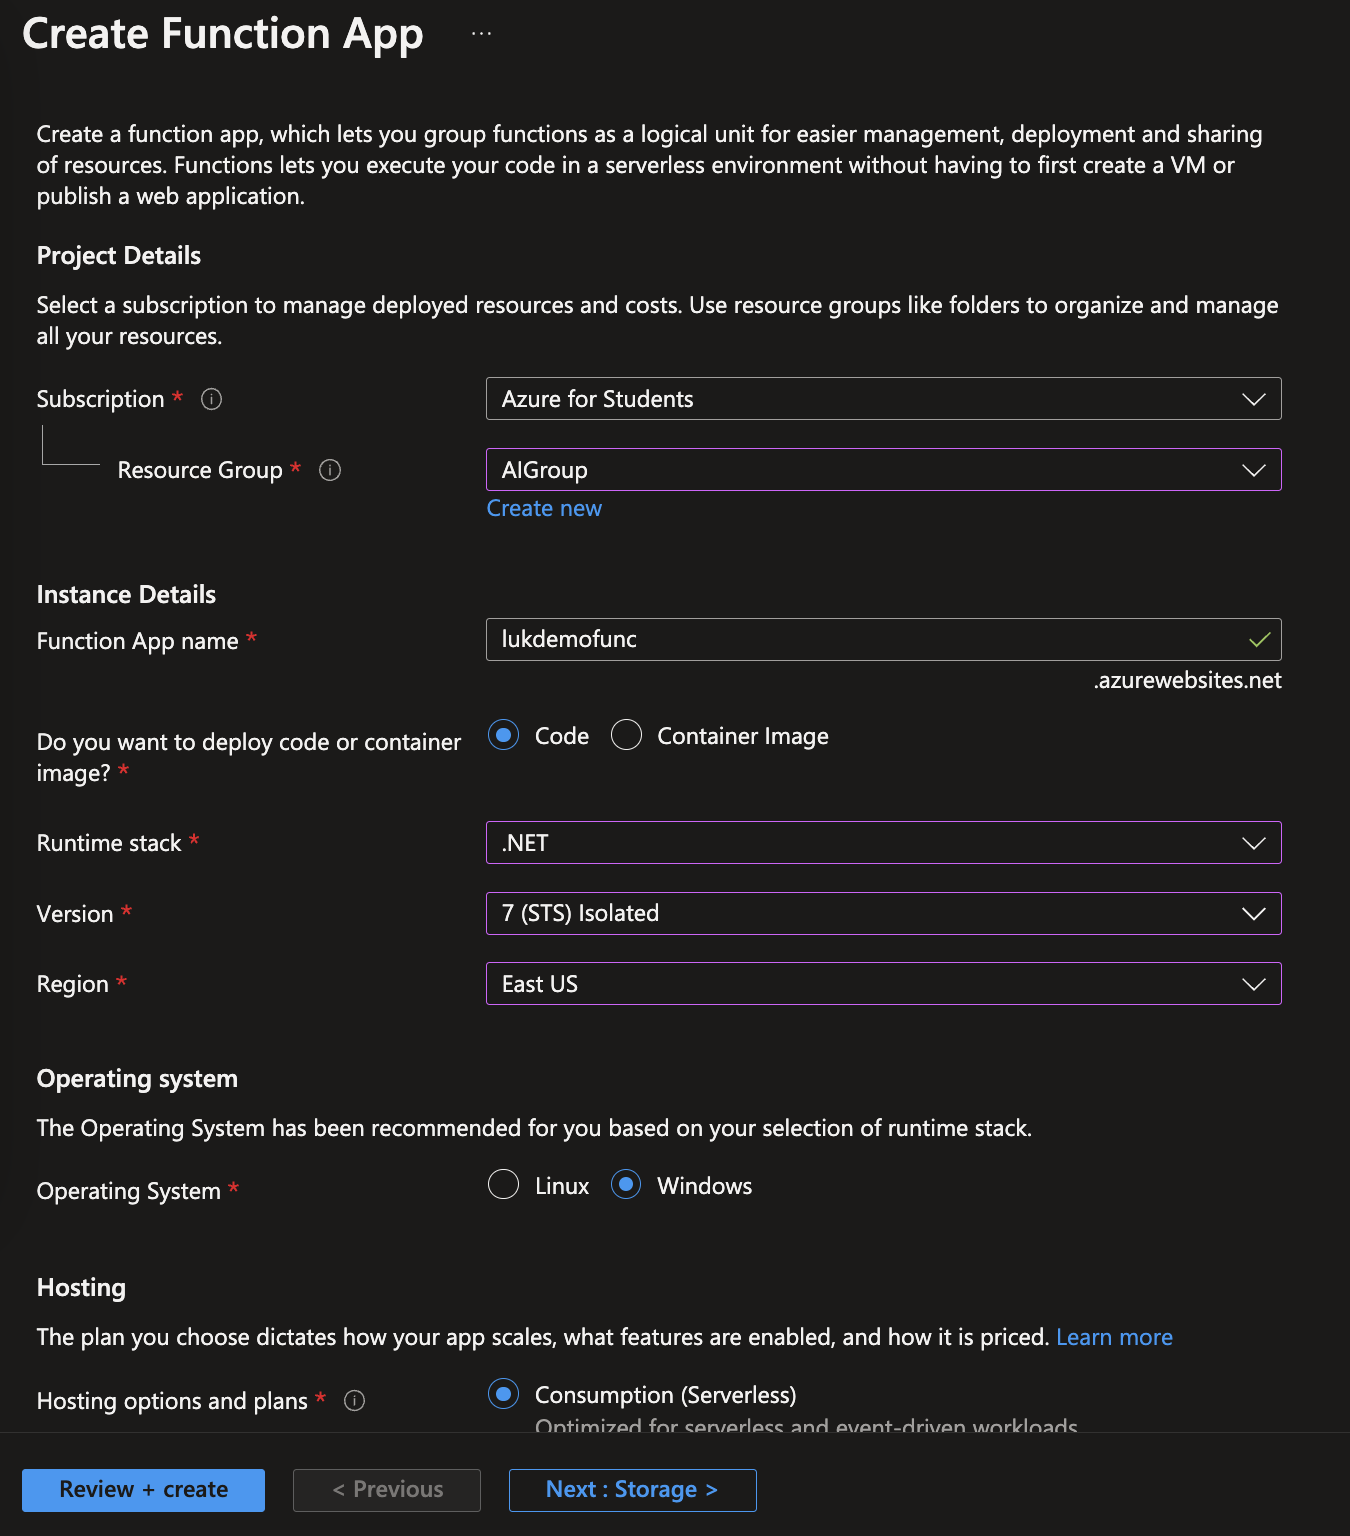 Create Function App ...
Create a function app, which lets you group functions as a logical unit for easier management, deployment and sharing
of resources. Functions lets you execute your code in a serverless environment without having to first create a VM or
publish a web application.
Project Details
Select a subscription to manage deployed resources and costs. Use resource groups like folders to organize and manage
all your resources.
Subscription *
Azure for Students
Resource Group *
AIGroup
Create new
Instance Details
Function App name *
lukdemofunc
.azurewebsites.net
Do you want to deploy code or container
image? *
Code
Container Image
Runtime stack *
.NET
Version *
7 (STS) Isolated
Region *
East US
Operating system
The Operating System has been recommended for you based on your selection of runtime stack.
Operating System *
Linux
Windows
Hosting
The plan you choose dictates how your app scales, what features are enabled, and how it is priced. Learn more
Hosting options and plans *
Consumption (Serverless)
Optimized for serverless and event-driven workloads
Review + create
< Previous
Next : Storage >